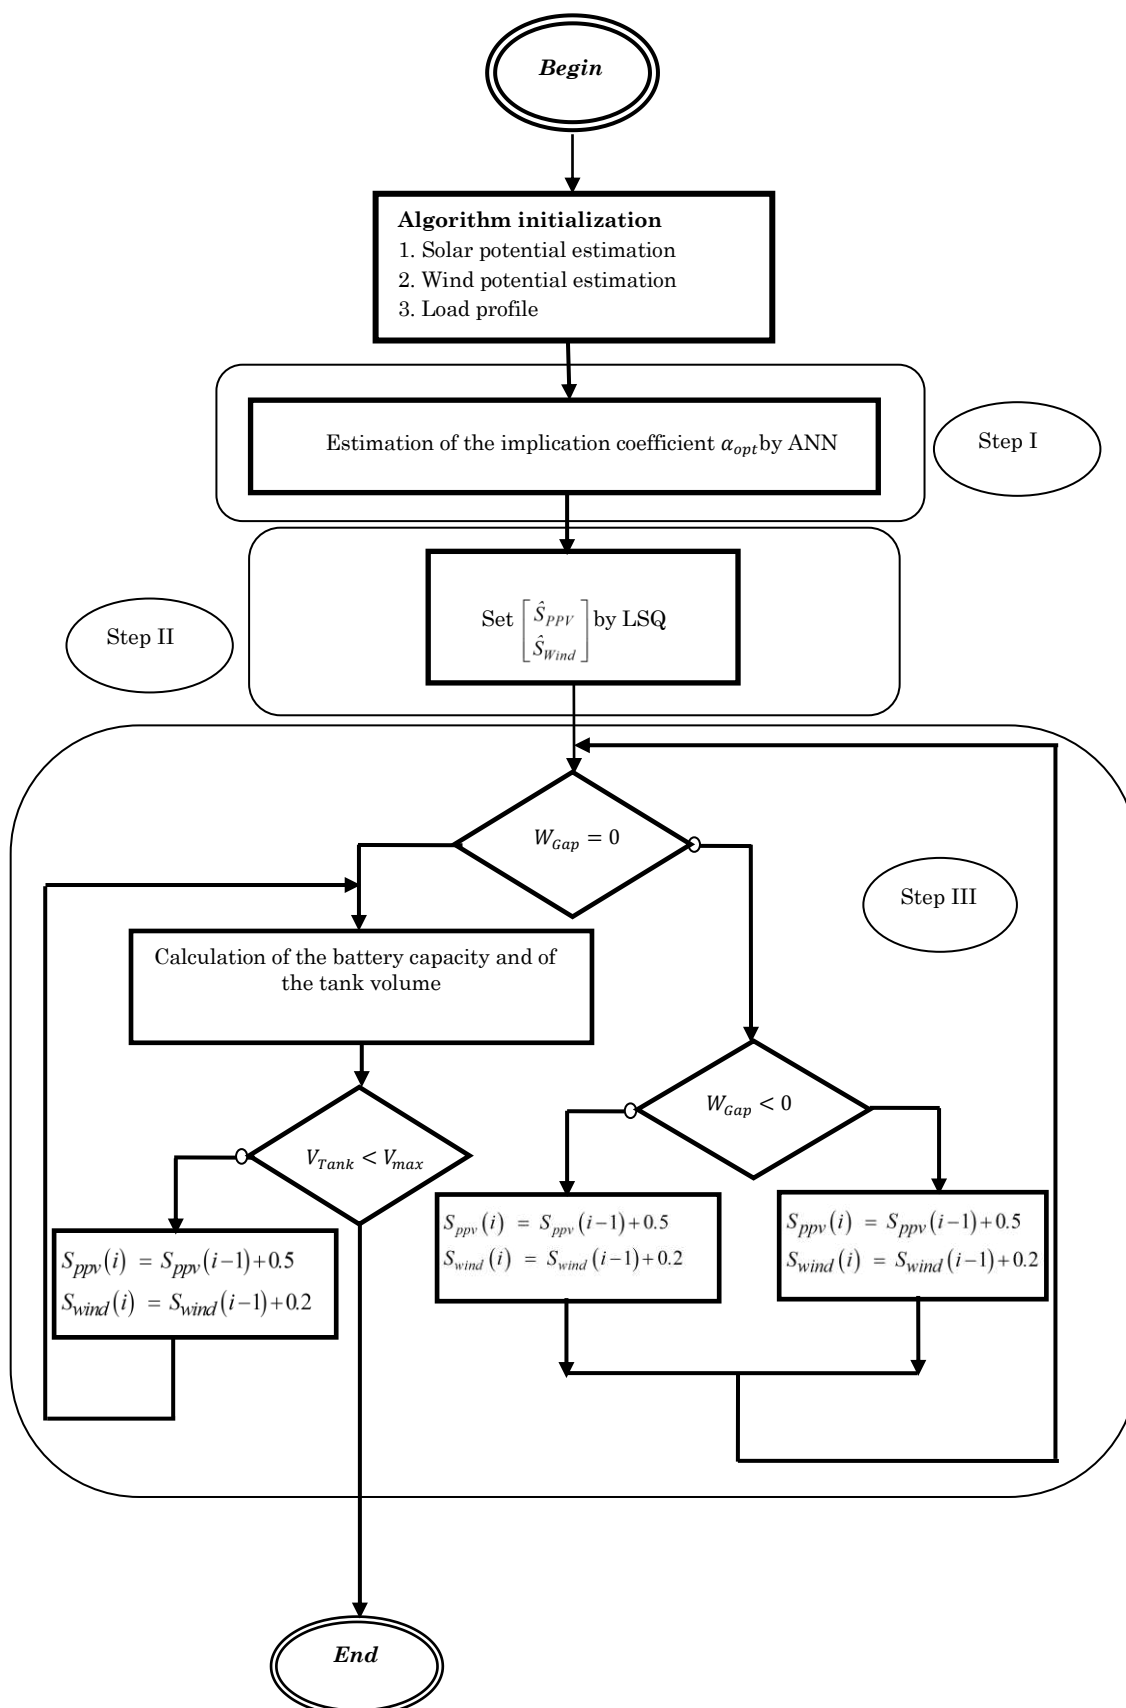 Begin
Algorithm initialization
1. Solar potential estimation
2. Wind potential estimation
3. Load profile
Estimation of the implication coefficient α_opt by ANN
Step I
Set [Ŝ_PPV Ŝ_Wind] by LSQ
Step II
W_Gap = 0
Step III
Calculation of the battery capacity and of
the tank volume
W_Gap < 0
V_Tank < V_max
S_ppv(i) = S_ppv(i−1)+0.5
S_wind(i) = S_wind(i−1)+0.2
S_ppv(i) = S_ppv(i−1)+0.5
S_wind(i) = S_wind(i−1)+0.2
S_ppv(i) = S_ppv(i−1)+0.5
S_wind(i) = S_wind(i−1)+0.2
End